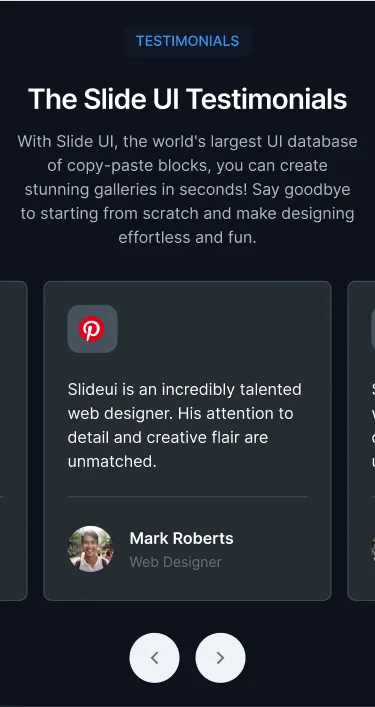 TESTIMONIALS
The Slide UI Testimonials
With Slide UI, the world's largest UI database
of copy-paste blocks, you can create
stunning galleries in seconds! Say goodbye
to starting from scratch and make designing
effortless and fun.
Slideui is an incredibly talented
web designer. His attention to
detail and creative flair are
unmatched.
Mark Roberts
Web Designer